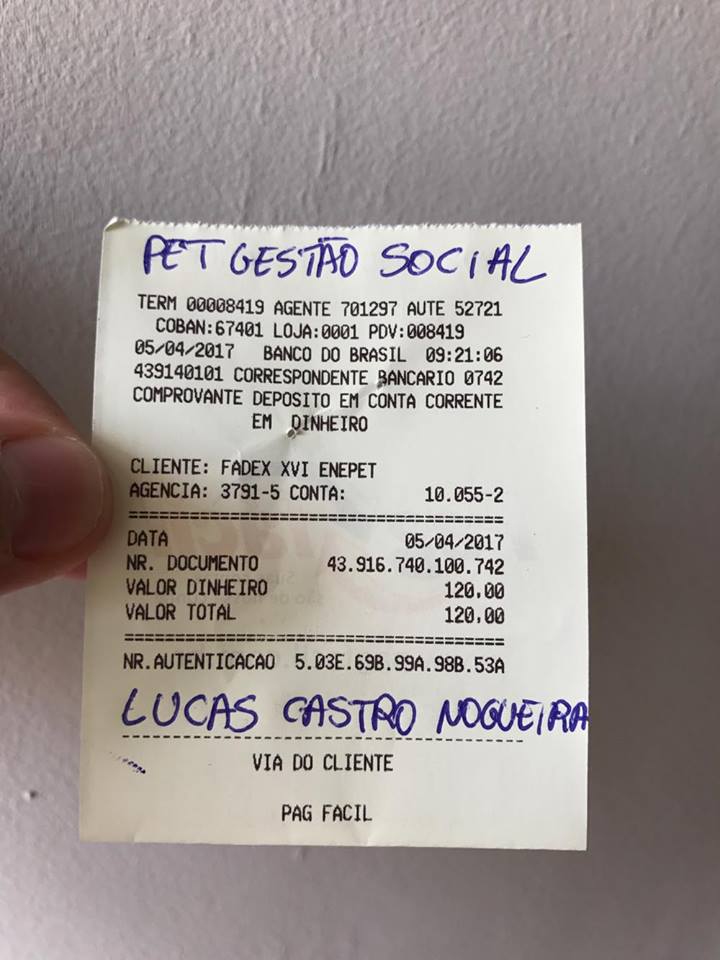 PET GESTÃO SOCIAL
TERM 00008419 AGENTE 701297 AUTE 52721
COBAN:67401 LOJA:0001 PDV:008419
05/04/2017 BANCO DO BRASIL 09:21:06
439140101 CORRESPONDENTE BANCARIO 0742
COMPROVANTE DEPOSITO EM CONTA CORRENTE
EM DINHEIRO
CLIENTE: FADEX XVI ENEPET
AGENCIA: 3791-5 CONTA: 10.055-2
========================================
DATA 05/04/2017
NR. DOCUMENTO 43.916.740.100.742
VALOR DINHEIRO 120,00
VALOR TOTAL 120,00
========================================
NR.AUTENTICACAO 5.03E.69B.99A.98B.53A
LUCAS CASTRO NOGUEIRA
----------------------------------------
VIA DO CLIENTE
PAG FACIL